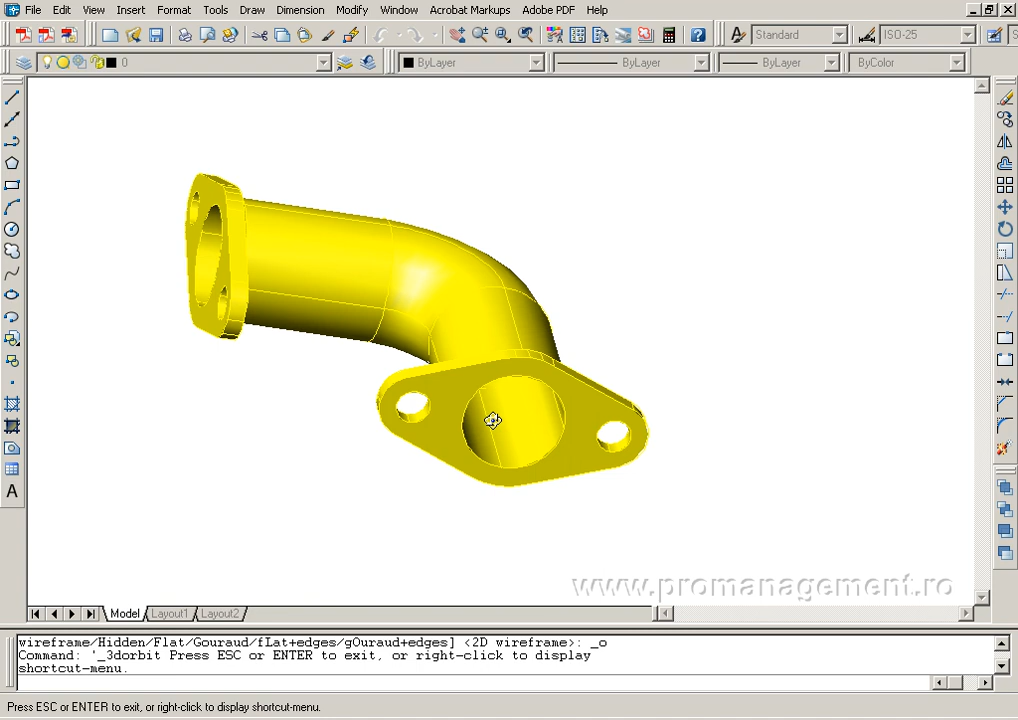 File Edit View Insert Format Tools Draw Dimension Modify Window Acrobat Markups Adobe PDF Help
Standard ISO-25
0 ByLayer ByLayer ByLayer ByColor
A
www.promanagement.ro
Model Layout1 Layout2
wireframe/Hidden/Flat/Gouraud/fLat+edges/gOuraud+edges] <2D wireframe>: _o
Command: '_3dorbit Press ESC or ENTER to exit, or right-click to display
shortcut-menu.
Press ESC or ENTER to exit, or right-click to display shortcut-menu.